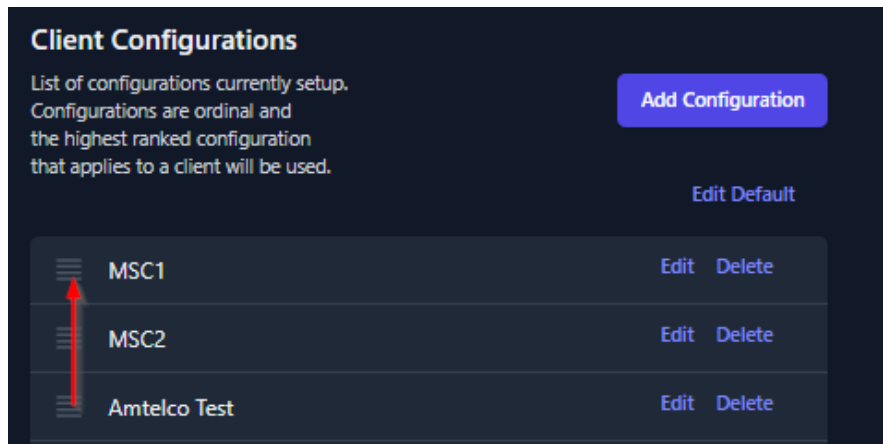 Client Configurations
List of configurations currently setup.
Configurations are ordinal and
the highest ranked configuration
that applies to a client will be used.
Add Configuration
Edit Default
MSC1 Edit Delete
MSC2 Edit Delete
Amtelco Test Edit Delete